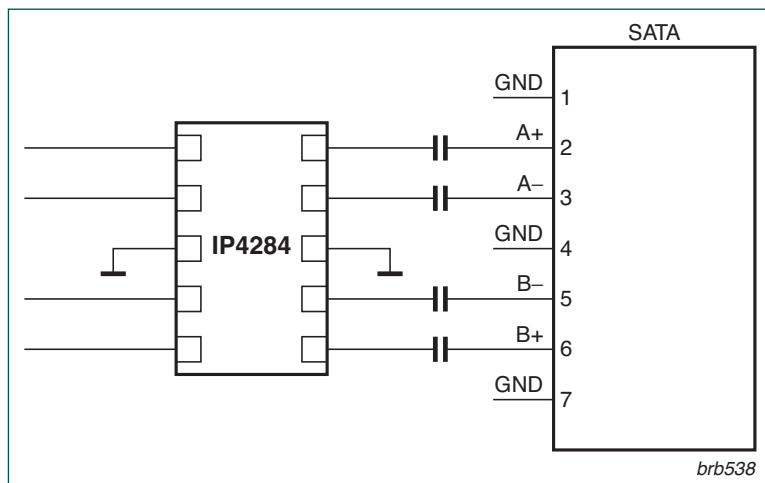 SATA
GND 1
A+ 2
A− 3
IP4284
GND 4
B− 5
B+ 6
GND 7
brb538